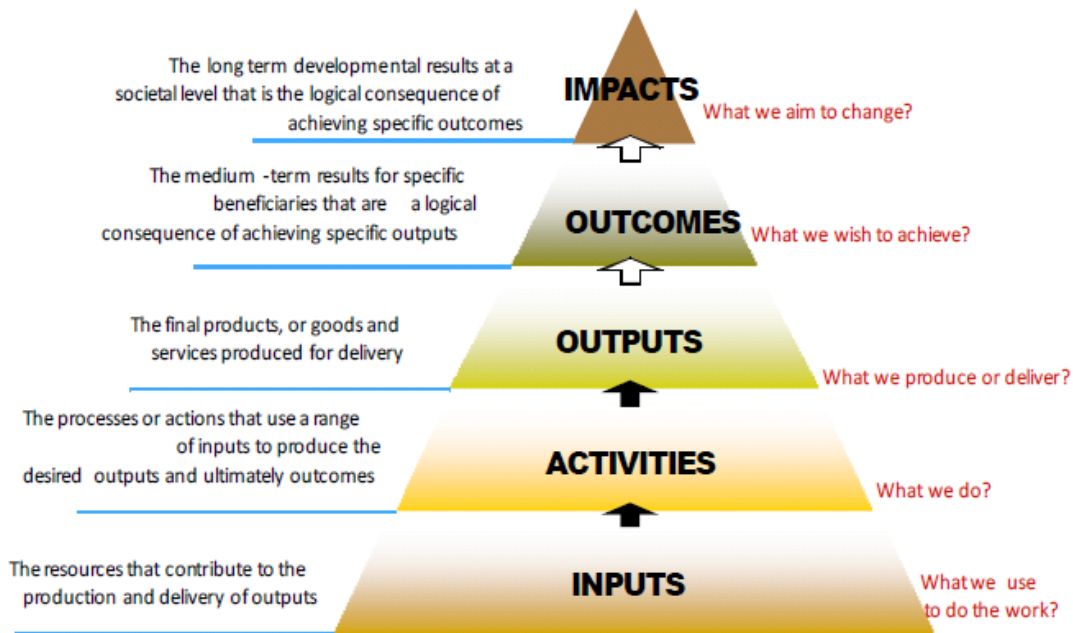 The long term developmental results at a
societal level that is the logical consequence of
achieving specific outcomes
IMPACTS
What we aim to change?
The medium -term results for specific
beneficiaries that are a logical
consequence of achieving specific outputs
OUTCOMES
What we wish to achieve?
The final products, or goods and
services produced for delivery
OUTPUTS
What we produce or deliver?
The processes or actions that use a range
of inputs to produce the
desired outputs and ultimately outcomes
ACTIVITIES
What we do?
The resources that contribute to the
production and delivery of outputs
INPUTS
What we use
to do the work?